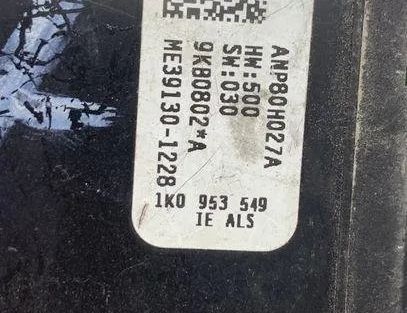 ANP80H027A
HW:500
SW:030
9KB0802*A
ME39130-1228
1K0 953 549
IE ALS